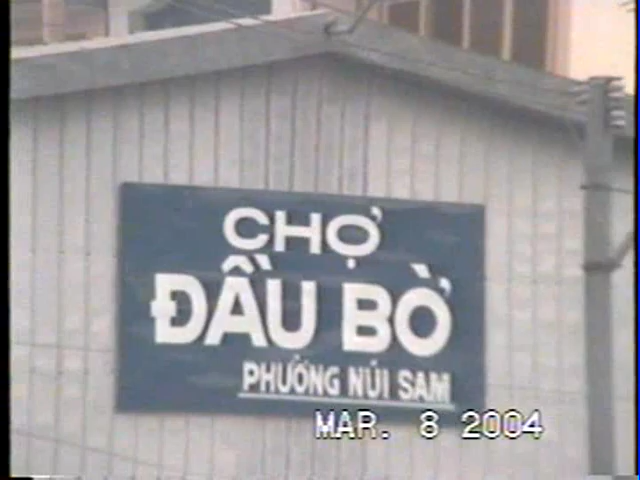 CHỢ
ĐẦU BỜ
PHƯỜNG NÚI SAM
MAR. 8 2004